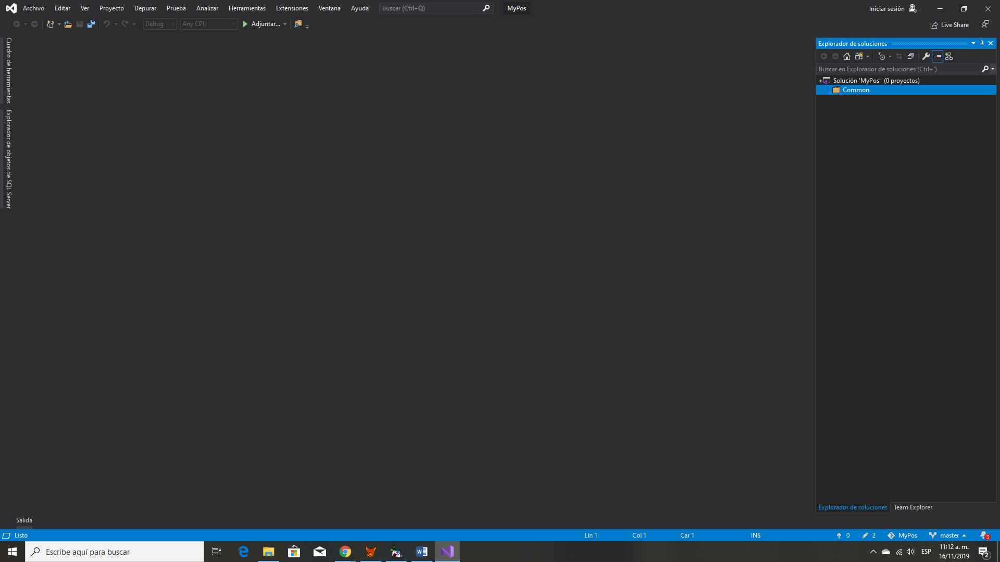 Archivo Editar Ver Proyecto Depurar Prueba Analizar Herramientas Extensiones Ventana Ayuda Buscar (Ctrl+Q) MyPos Iniciar sesión
Debug Any CPU Adjuntar... Live Share
Cuadro de herramientas
Explorador de objetos de SQL Server
Explorador de soluciones
Buscar en Explorador de soluciones (Ctrl+´)
Solución 'MyPos' (0 proyectos)
Common
Explorador de soluciones Team Explorer
Salida
Listo Lín 1 Col 1 Car 1 INS 0 2 MyPos master 3
Escribe aquí para buscar ESP 11:12 a. m.
16/11/2019 2